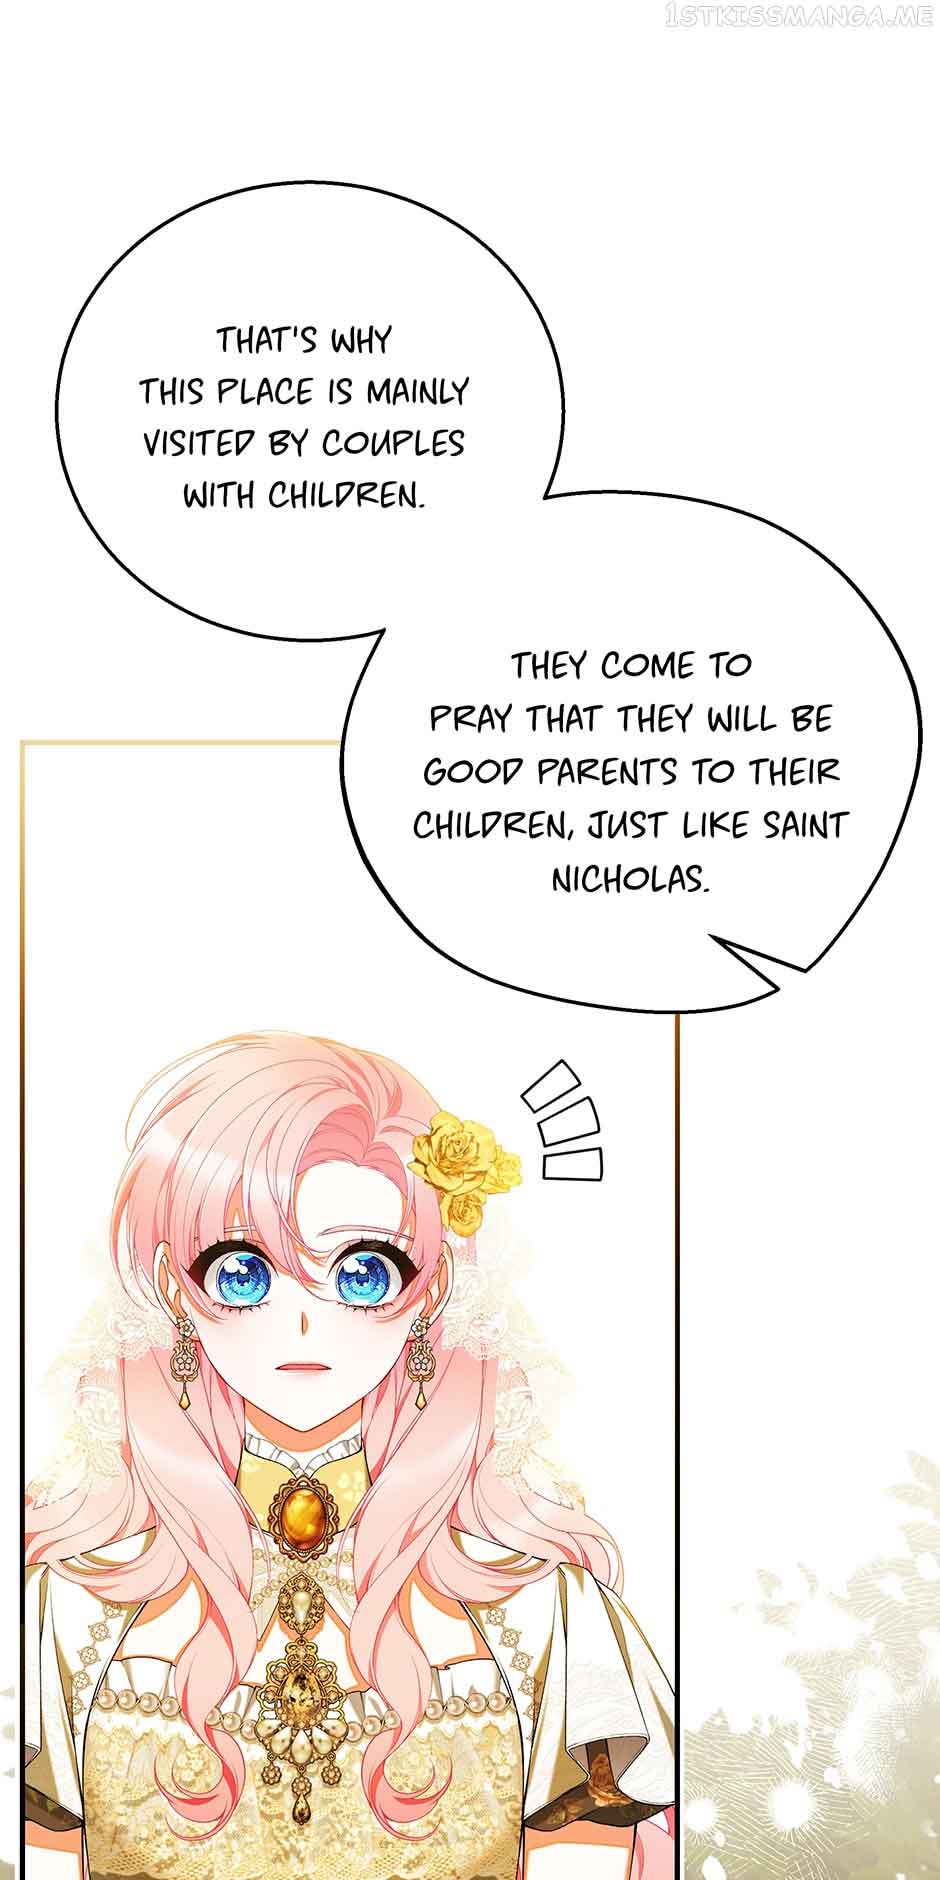 1STKISSMANGA.ME
THAT'S WHY
THIS PLACE IS MAINLY
VISITED BY COUPLES
WITH CHILDREN.
THEY COME TO
PRAY THAT THEY WILL BE
GOOD PARENTS TO THEIR
CHILDREN, JUST LIKE SAINT
NICHOLAS.